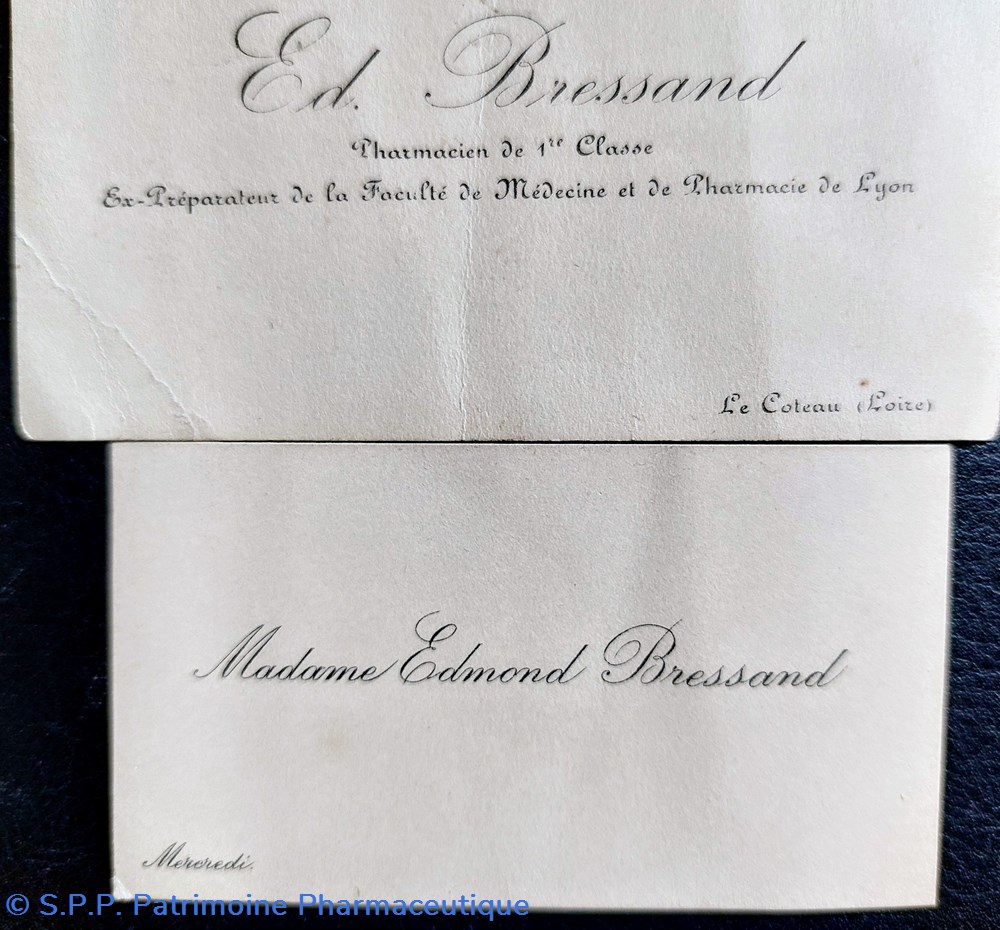 Ed. Bressand
Pharmacien de 1re Classe
Ex-Préparateur de la Faculté de Médecine et de Pharmacie de Lyon
Le Coteau (Loire)
Madame Edmond Bressand
Mercredi.
© S.P.P. Patrimoine Pharmaceutique